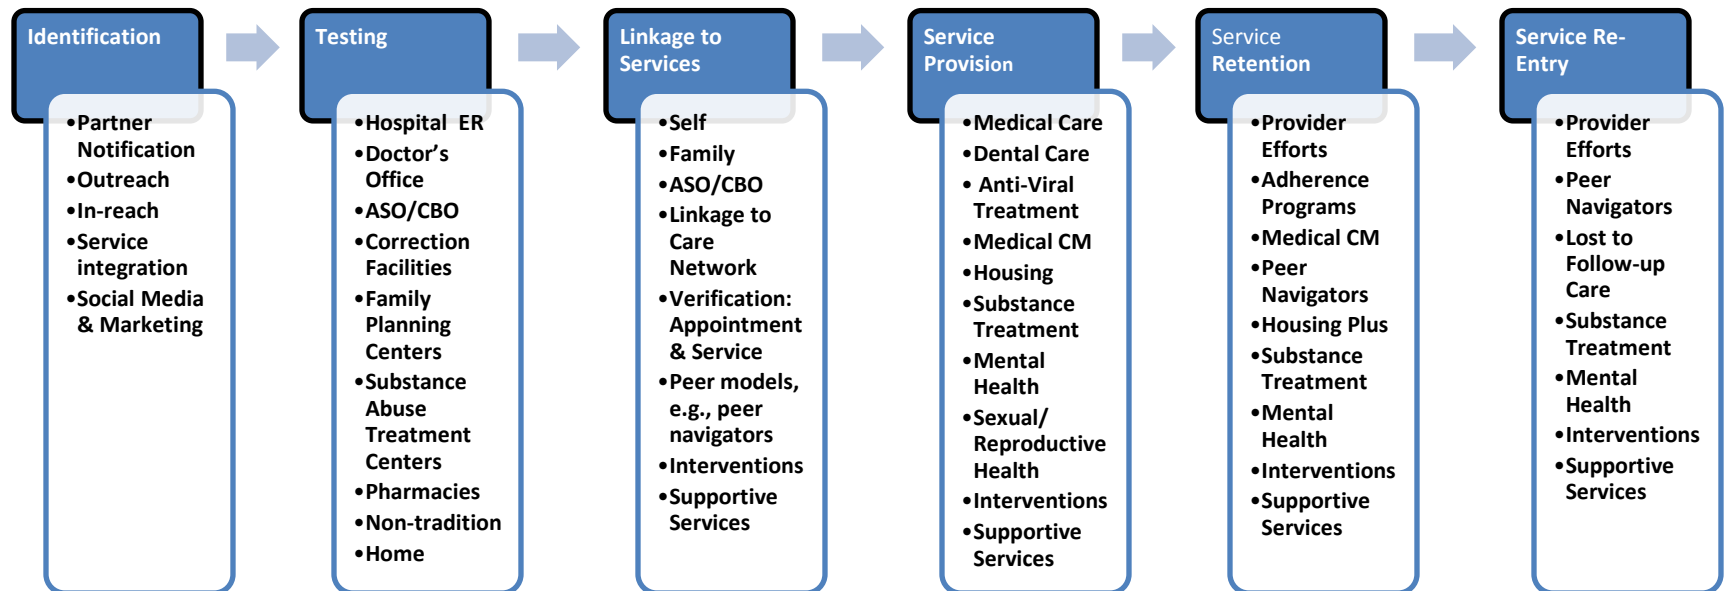 Identification
•Partner
Notification
•Outreach
•In-reach
•Service
integration
•Social Media
& Marketing
Testing
•Hospital  ER
•Doctor’s
Office
•ASO/CBO
•Correction
Facilities
•Family
Planning
Centers
•Substance
Abuse
Treatment
Centers
•Pharmacies
•Non-tradition
•Home
Linkage to
Services
•Self
•Family
•ASO/CBO
•Linkage to
Care
Network
•Verification:
Appointment
& Service
•Peer models,
e.g., peer
navigators
•Interventions
•Supportive
Services
Service
Provision
•Medical Care
•Dental Care
• Anti-Viral
Treatment
•Medical CM
•Housing
•Substance
Treatment
•Mental
Health
•Sexual/
Reproductive
Health
•Interventions
•Supportive
Services
Service
Retention
•Provider
Efforts
•Adherence
Programs
•Medical CM
•Peer
Navigators
•Housing Plus
•Substance
Treatment
•Mental
Health
•Interventions
•Supportive
Services
Service Re-
Entry
•Provider
Efforts
•Peer
Navigators
•Lost to
Follow-up
Care
•Substance
Treatment
•Mental
Health
•Interventions
•Supportive
Services